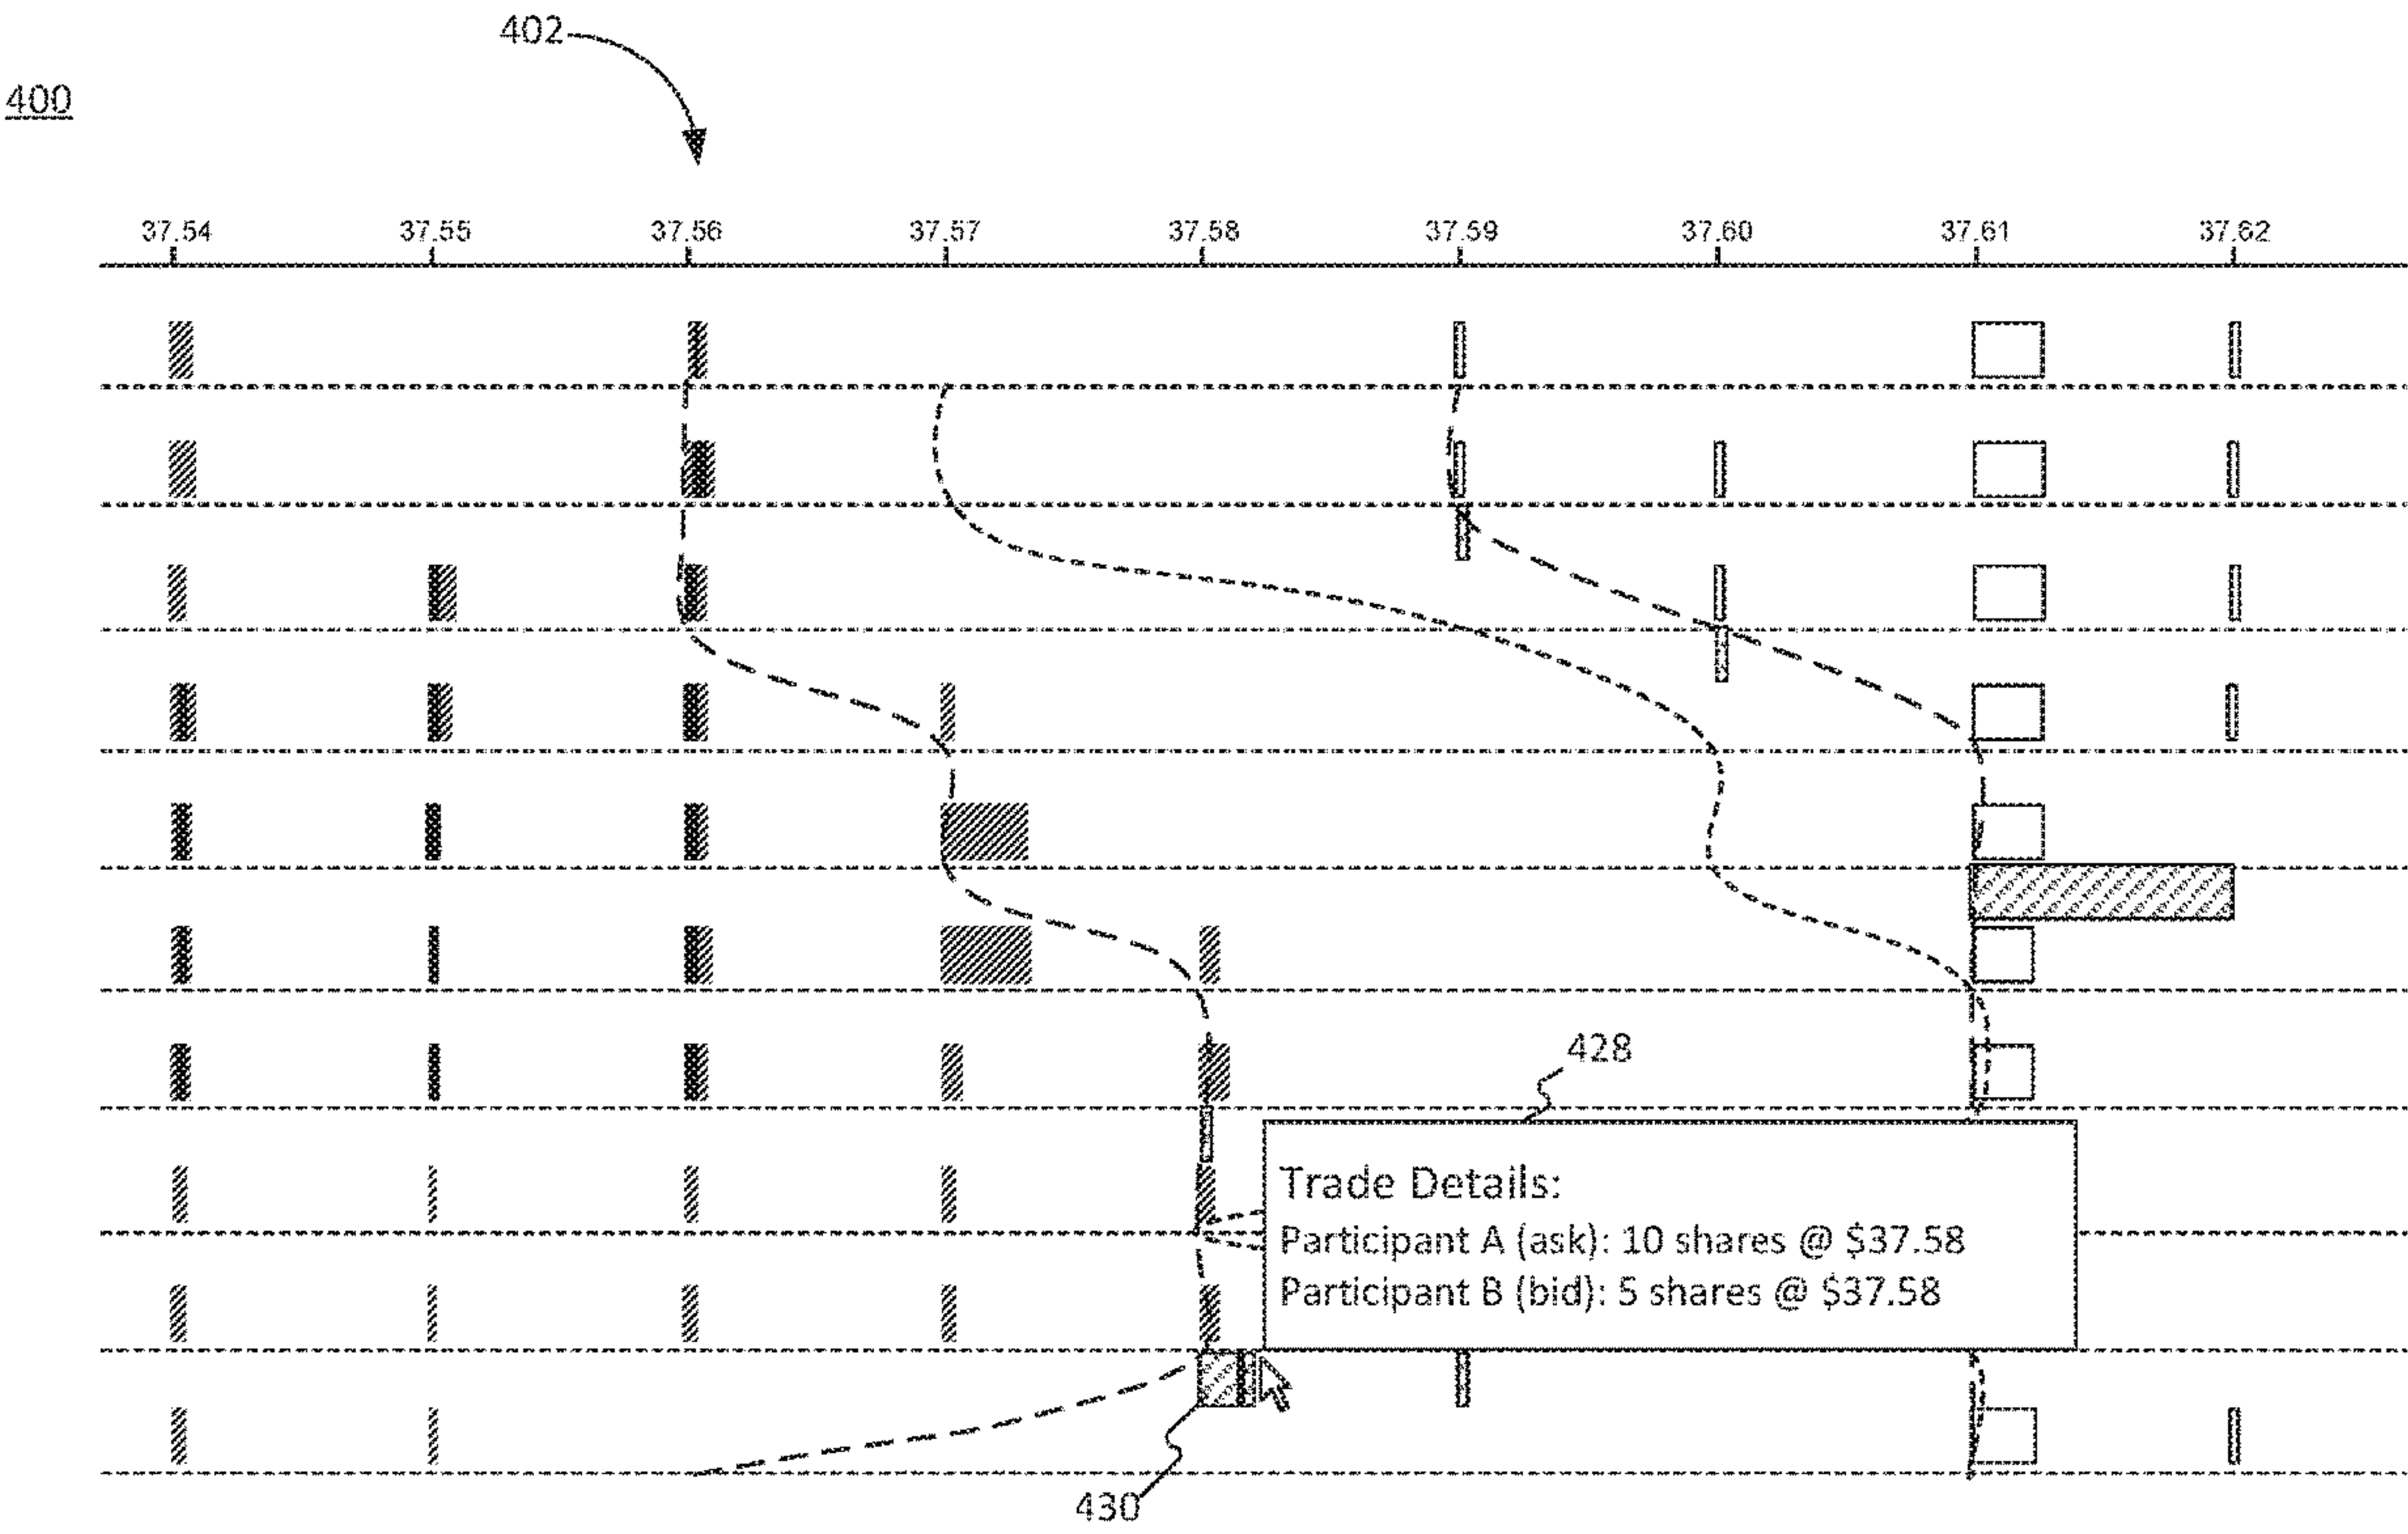 402
400
37.54 37.55 37.56 37.57 37.58 37.59 37.60 37.61 37.62
428
Trade Details:
Participant A (ask): 10 shares @ $37.58
Participant B (bid): 5 shares @ $37.58
430